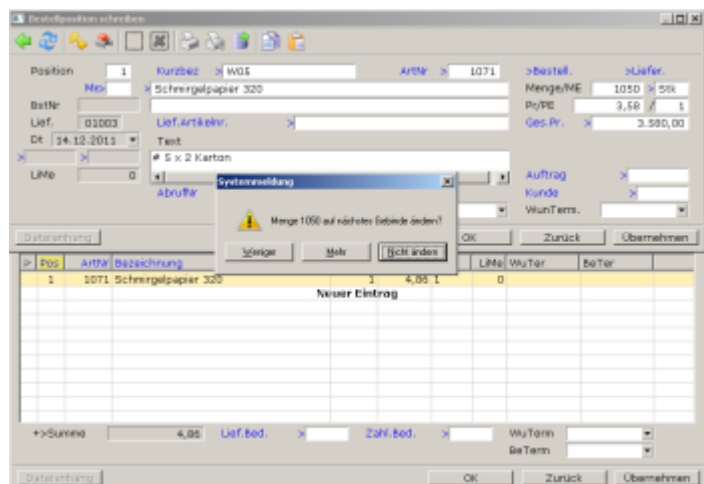 Bestellposition schreiben
Position 1 Kurzbez > W05 ArtNr > 1071 >Bestell. >Liefer.
Me> > Schmirgelpapier 320 Menge/ME 1050 > Stk
BstNr Pr/PE 3,58 / 1
Lief. 01003 Lief.Artikelnr. > Ges.Pr. > 3.580,00
Dt 14.12.2011 Text
> > # 5 x 2 Karton
LiMe 0 Auftrag >
AbrufNr Kunde >
WunTerm.
Systemmeldung
Menge 1050 auf nächstes Gebinde ändern?
Weniger Mehr Nicht ändern
Dateianhang OK Zurück Übernehmen
> Pos ArtNr Bezeichnung LiMe WuTer BeTer
1 1071 Schmirgelpapier 320 1 4,86 1 0
Neuer Eintrag
+>Summe 4,86 Lief.Bed. > Zahl.Bed. > WuTerm
BeTerm
Dateianhang OK Zurück Übernehmen